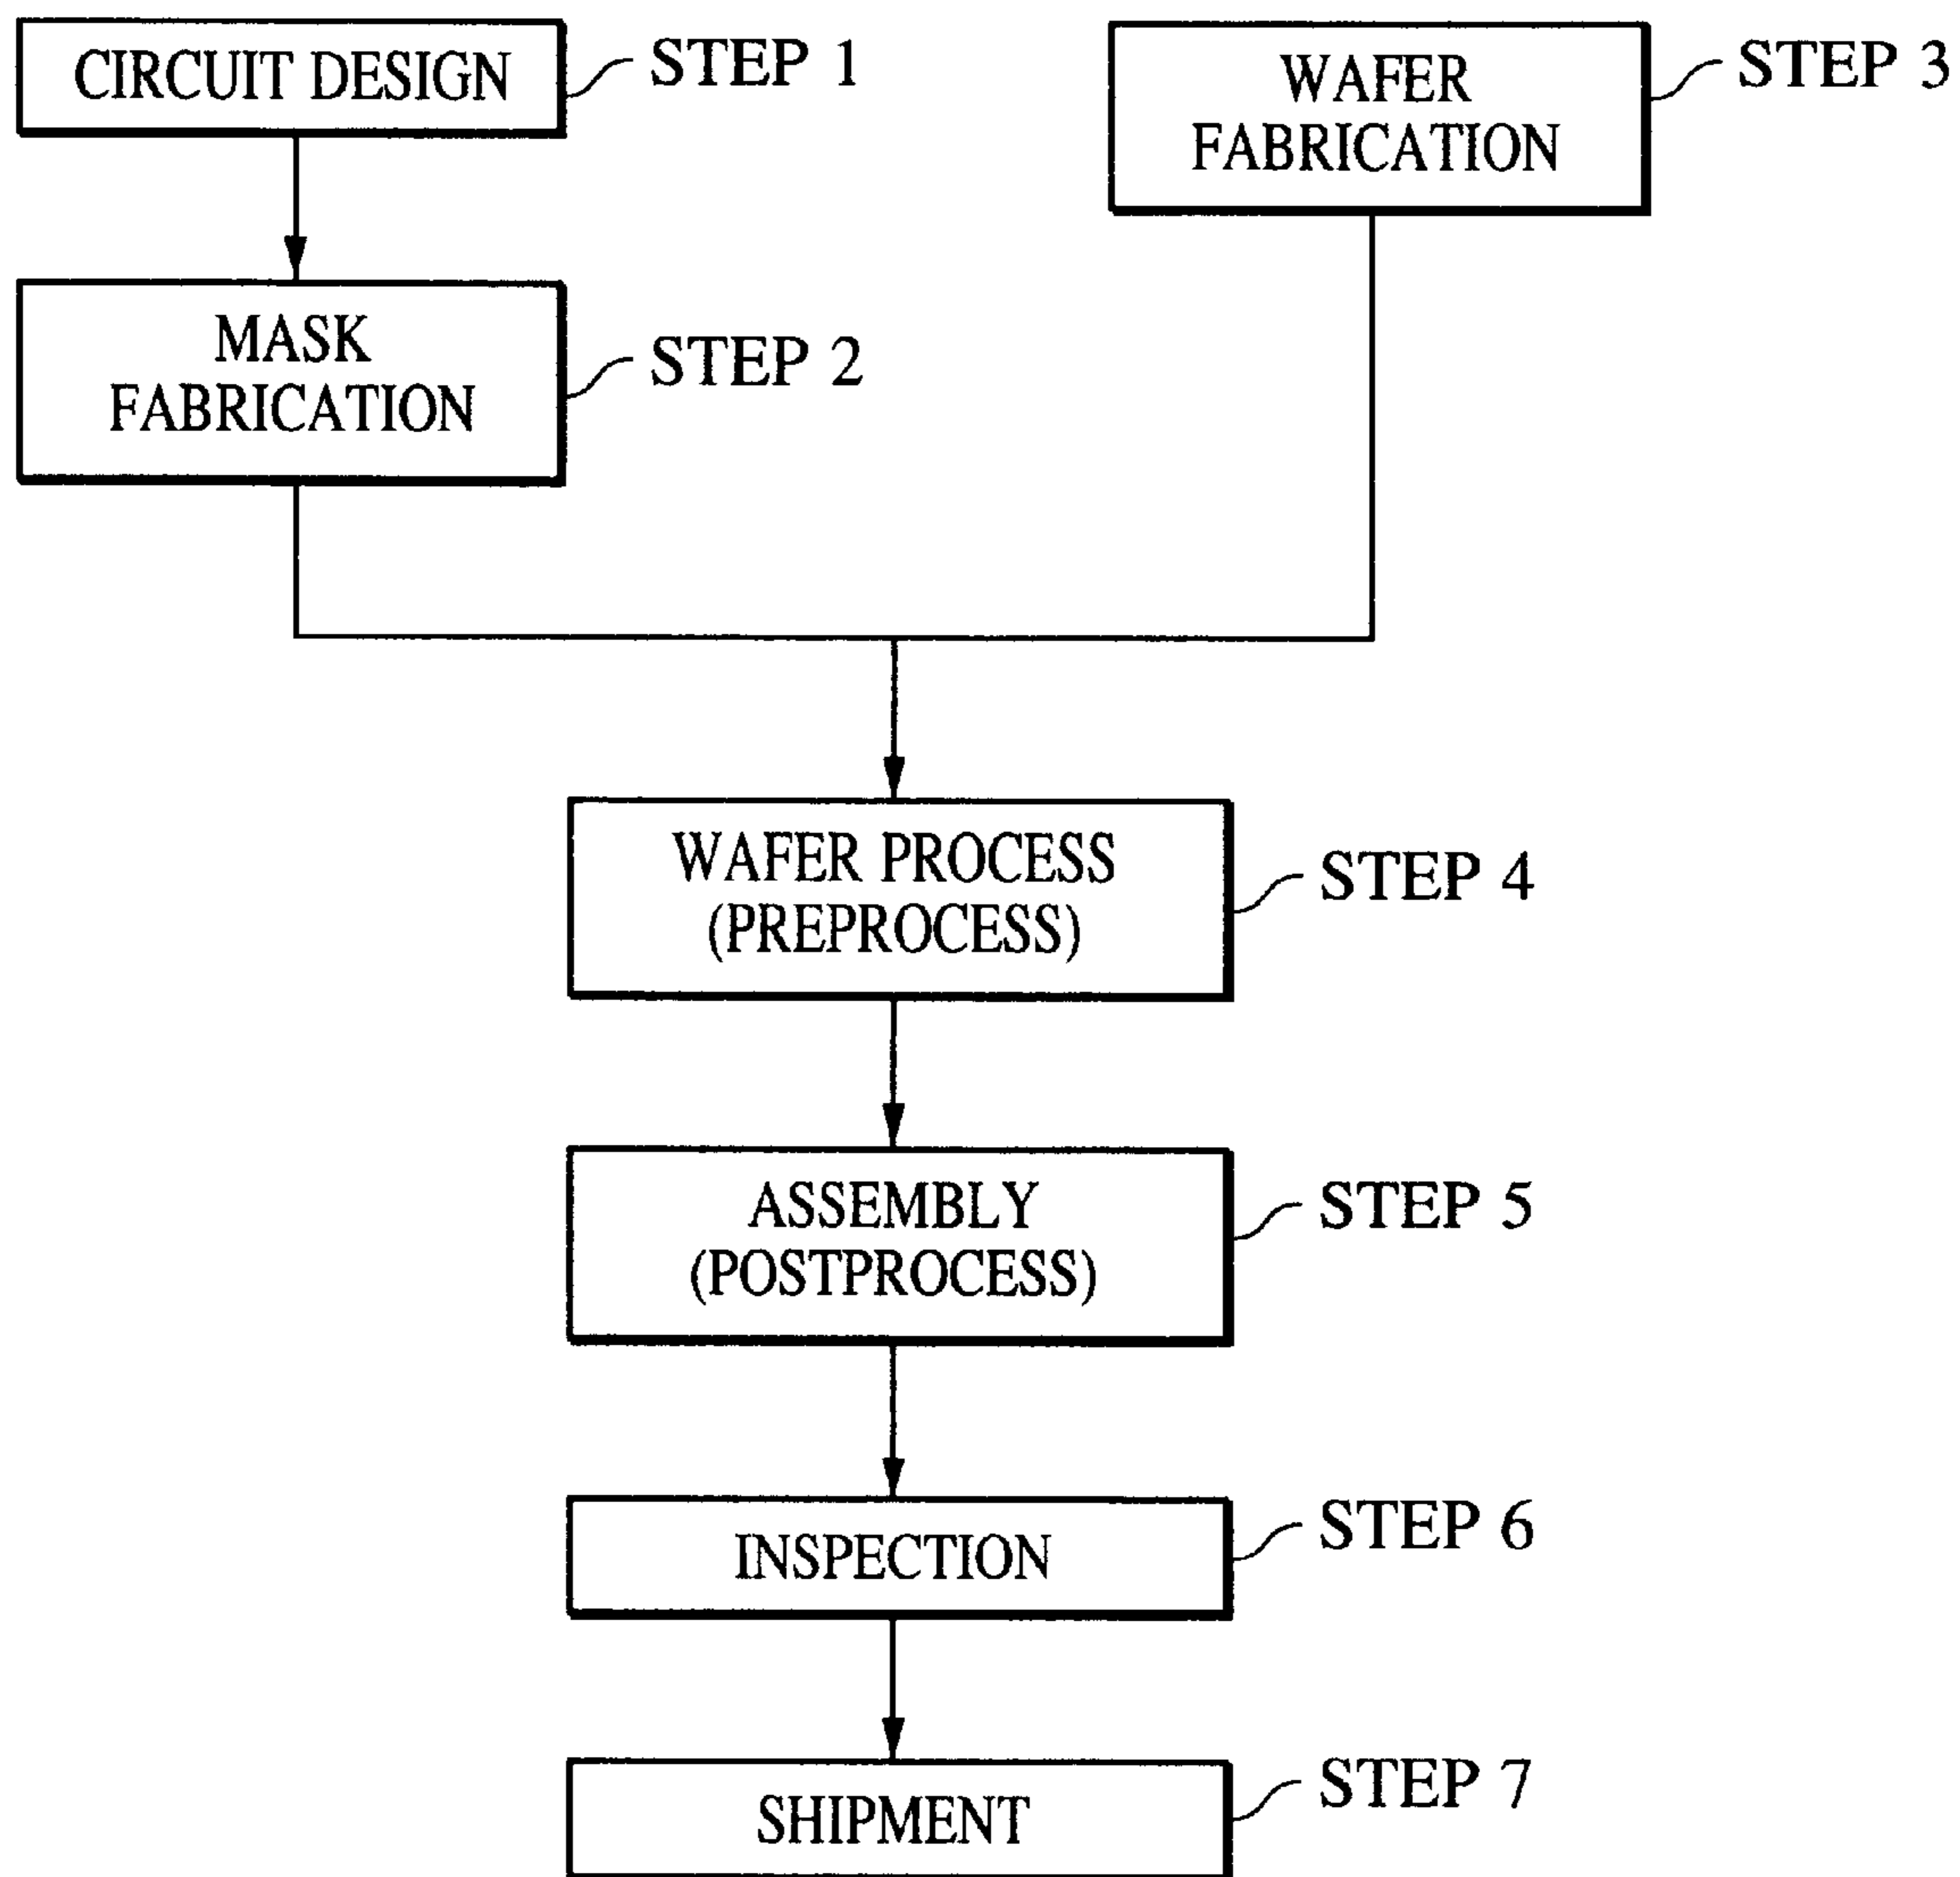 CIRCUIT DESIGN
STEP 1
WAFER
FABRICATION
STEP 3
MASK
FABRICATION
STEP 2
WAFER PROCESS
(PREPROCESS)
STEP 4
ASSEMBLY
(POSTPROCESS)
STEP 5
INSPECTION
STEP 6
SHIPMENT
STEP 7